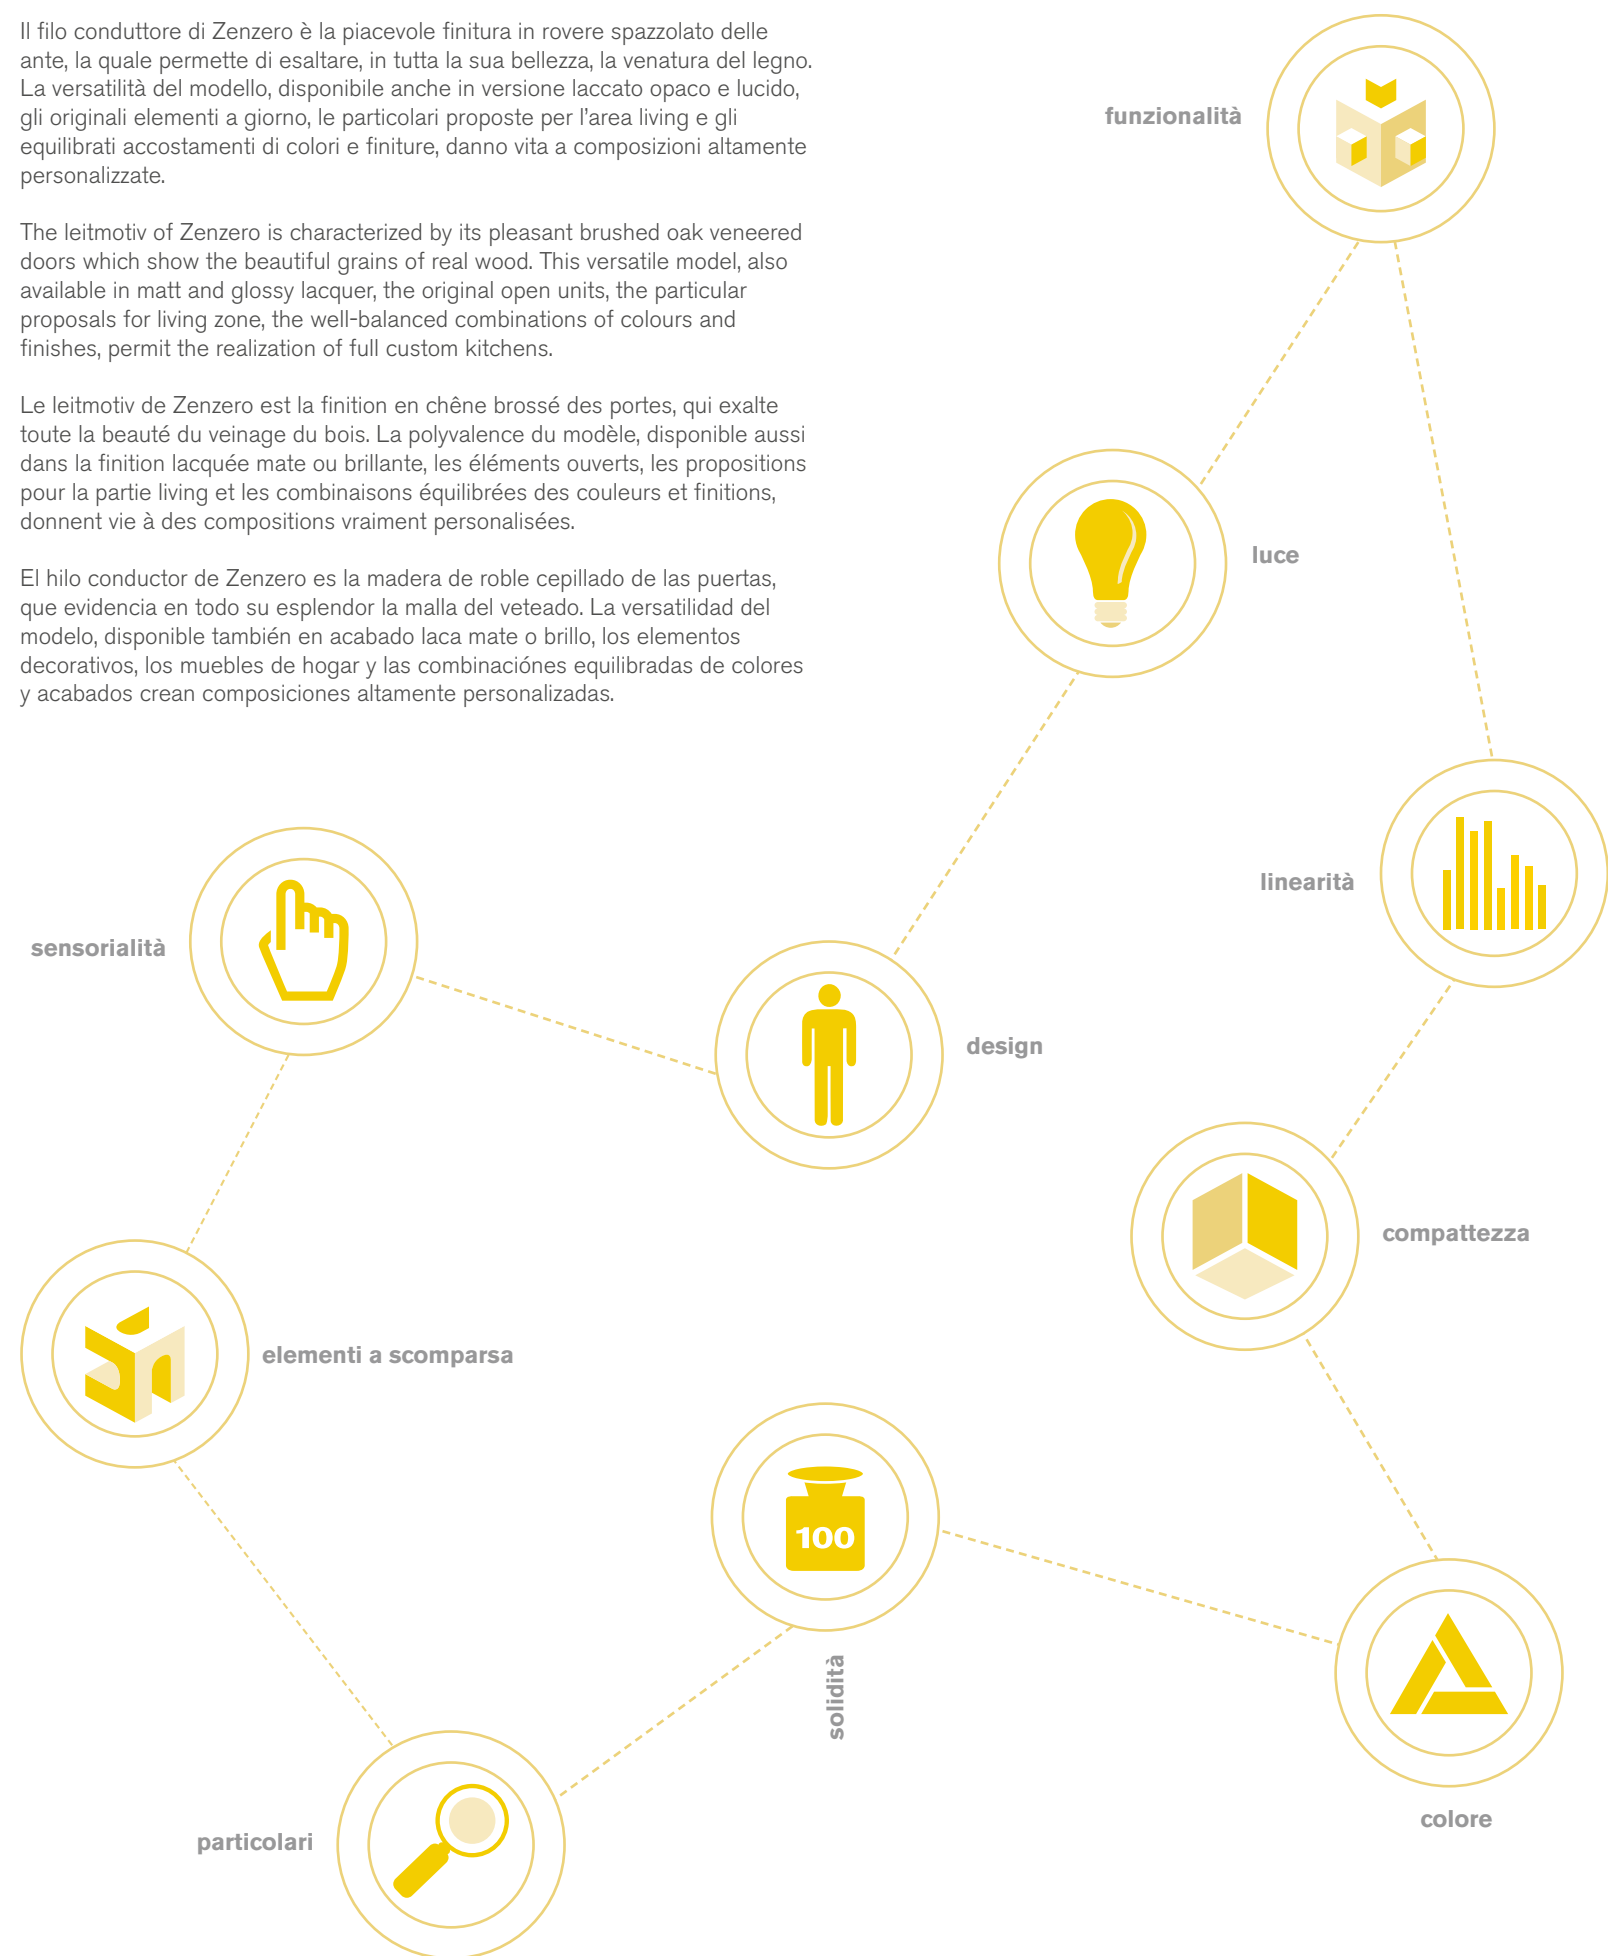 Il filo conduttore di Zenzero è la piacevole finitura in rovere spazzolato delle
ante, la quale permette di esaltare, in tutta la sua bellezza, la venatura del legno.
La versatilità del modello, disponibile anche in versione laccato opaco e lucido,
gli originali elementi a giorno, le particolari proposte per l'area living e gli
equilibrati accostamenti di colori e finiture, danno vita a composizioni altamente
personalizzate.
The leitmotiv of Zenzero is characterized by its pleasant brushed oak veneered
doors which show the beautiful grains of real wood. This versatile model, also
available in matt and glossy lacquer, the original open units, the particular
proposals for living zone, the well-balanced combinations of colours and
finishes, permit the realization of full custom kitchens.
Le leitmotiv de Zenzero est la finition en chêne brossé des portes, qui exalte
toute la beauté du veinage du bois. La polyvalence du modèle, disponible aussi
dans la finition lacquée mate ou brillante, les éléments ouverts, les propositions
pour la partie living et les combinaisons équilibrées des couleurs et finitions,
donnent vie à des compositions vraiment personalisées.
El hilo conductor de Zenzero es la madera de roble cepillado de las puertas,
que evidencia en todo su esplendor la malla del veteado. La versatilidad del
modelo, disponible también en acabado laca mate o brillo, los elementos
decorativos, los muebles de hogar y las combinaciónes equilibradas de colores
y acabados crean composiciones altamente personalizadas.
funzionalità
luce
linearità
sensorialità
design
compattezza
elementi a scomparsa
100
solidità
colore
particolari